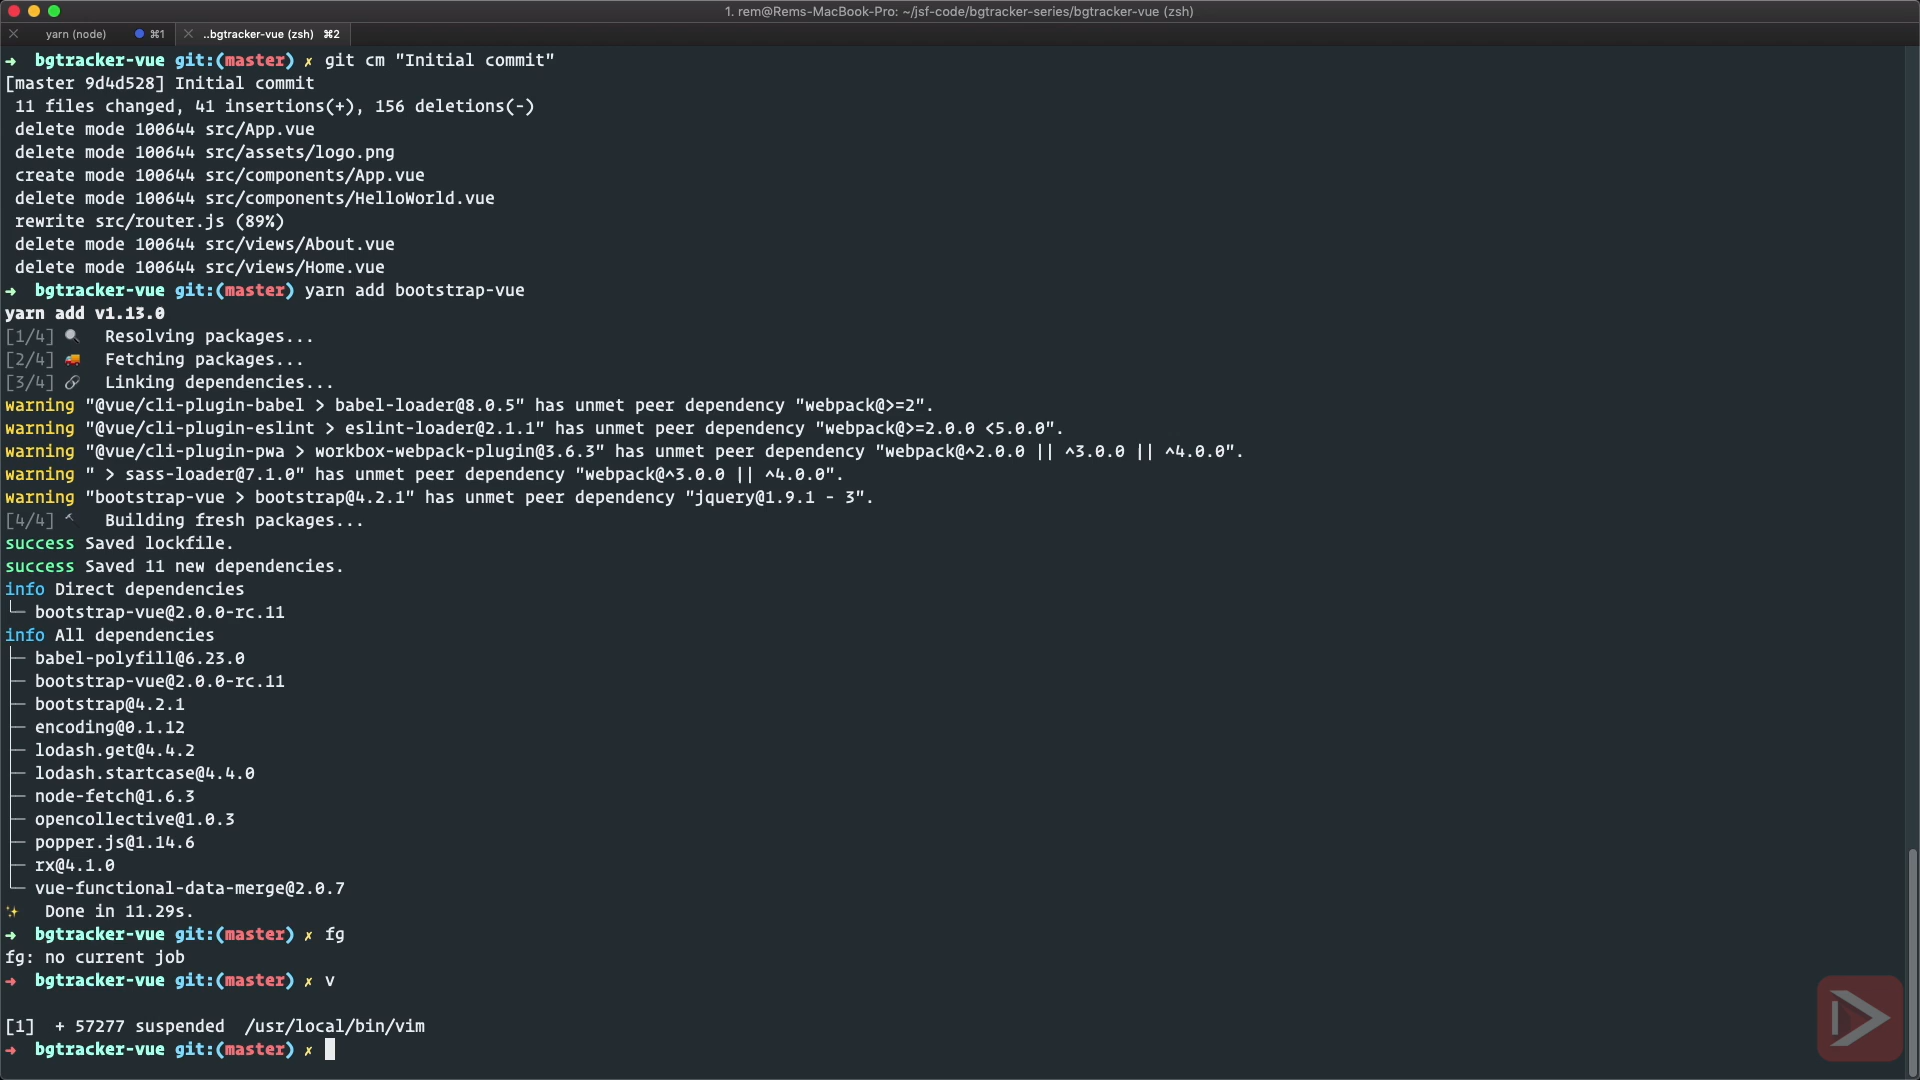 1. rem@Rems-MacBook-Pro: ~/jsf-code/bgtracker-series/bgtracker-vue (zsh)
yarn (node) ⌘1 ..bgtracker-vue (zsh) ⌘2
➜  bgtracker-vue git:(master) ✗ git cm "Initial commit"
[master 9d4d528] Initial commit
 11 files changed, 41 insertions(+), 156 deletions(-)
 delete mode 100644 src/App.vue
 delete mode 100644 src/assets/logo.png
 create mode 100644 src/components/App.vue
 delete mode 100644 src/components/HelloWorld.vue
 rewrite src/router.js (89%)
 delete mode 100644 src/views/About.vue
 delete mode 100644 src/views/Home.vue
➜  bgtracker-vue git:(master) yarn add bootstrap-vue
yarn add v1.13.0
[1/4] 🔍  Resolving packages...
[2/4] 🚚  Fetching packages...
[3/4] 🔗  Linking dependencies...
warning "@vue/cli-plugin-babel > babel-loader@8.0.5" has unmet peer dependency "webpack@>=2".
warning "@vue/cli-plugin-eslint > eslint-loader@2.1.1" has unmet peer dependency "webpack@>=2.0.0 <5.0.0".
warning "@vue/cli-plugin-pwa > workbox-webpack-plugin@3.6.3" has unmet peer dependency "webpack@^2.0.0 || ^3.0.0 || ^4.0.0".
warning " > sass-loader@7.1.0" has unmet peer dependency "webpack@^3.0.0 || ^4.0.0".
warning "bootstrap-vue > bootstrap@4.2.1" has unmet peer dependency "jquery@1.9.1 - 3".
[4/4] 🔨  Building fresh packages...
success Saved lockfile.
success Saved 11 new dependencies.
info Direct dependencies
└─ bootstrap-vue@2.0.0-rc.11
info All dependencies
├─ babel-polyfill@6.23.0
├─ bootstrap-vue@2.0.0-rc.11
├─ bootstrap@4.2.1
├─ encoding@0.1.12
├─ lodash.get@4.4.2
├─ lodash.startcase@4.4.0
├─ node-fetch@1.6.3
├─ opencollective@1.0.3
├─ popper.js@1.14.6
├─ rx@4.1.0
└─ vue-functional-data-merge@2.0.7
✨  Done in 11.29s.
➜  bgtracker-vue git:(master) ✗ fg
fg: no current job
➜  bgtracker-vue git:(master) ✗ v
[1]  + 57277 suspended  /usr/local/bin/vim
➜  bgtracker-vue git:(master) ✗